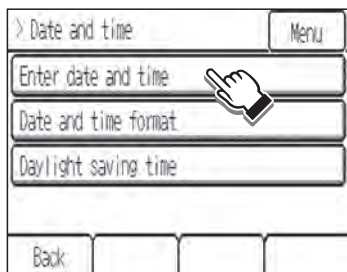 > Date and time Menu
Enter date and time
Date and time format
Daylight saving time
Back